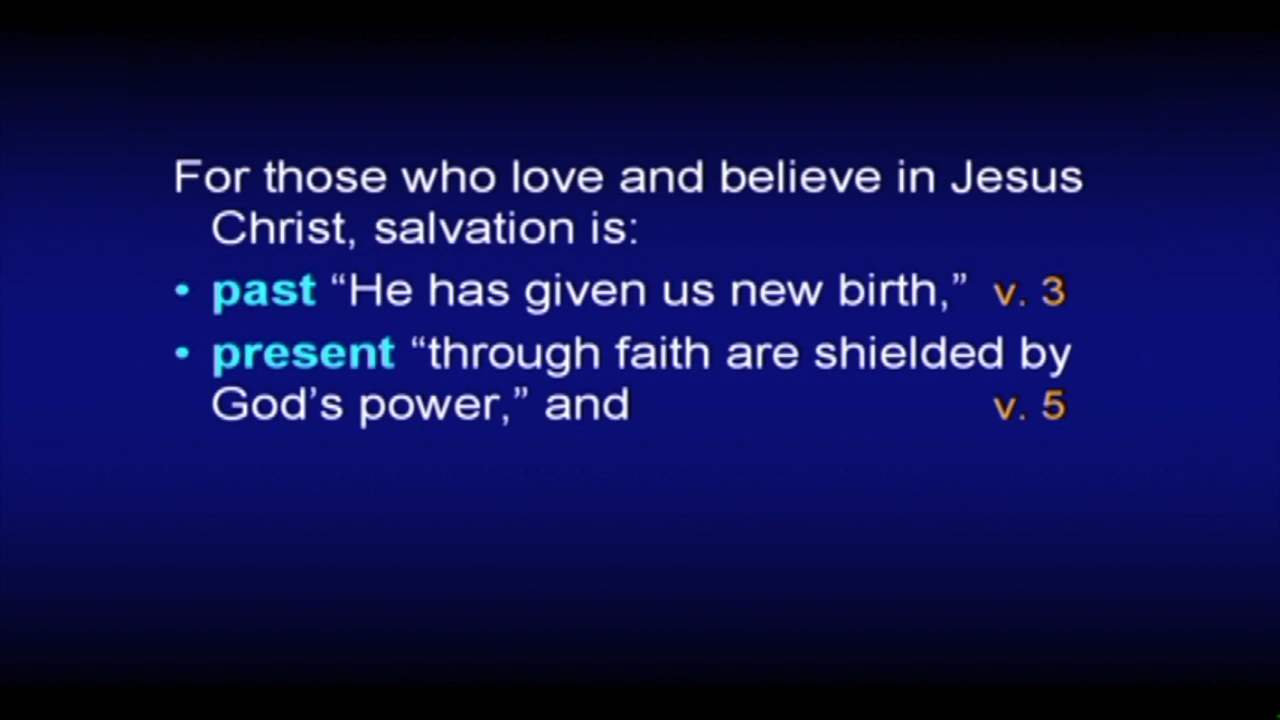 For those who love and believe in Jesus
Christ, salvation is:
• past “He has given us new birth,” v. 3
• present “through faith are shielded by
God’s power,” and v. 5